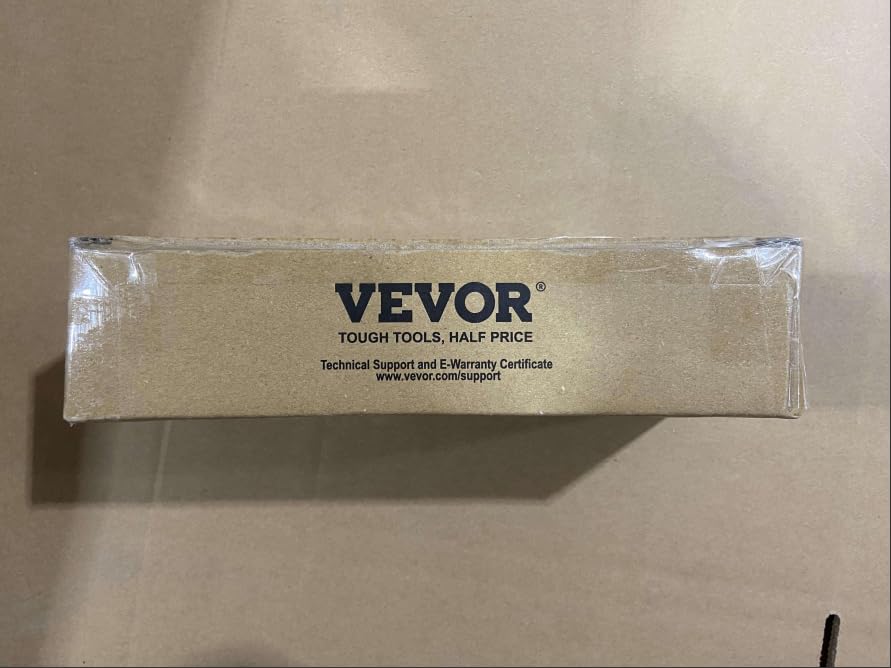 VEVOR®
TOUGH TOOLS, HALF PRICE
Technical Support and E-Warranty Certificate
www.vevor.com/support